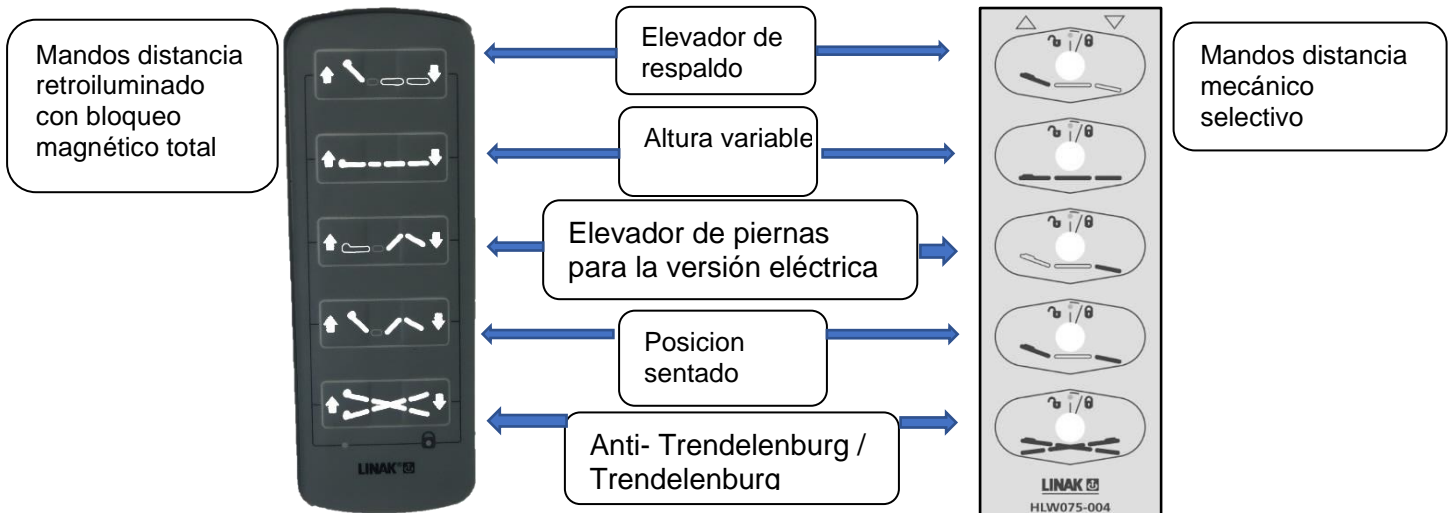 Mandos distancia
retroiluminado
con bloqueo
magnético total
Elevador de
respaldo
Altura variable
Elevador de piernas
para la versión eléctrica
Posicion
sentado
Anti- Trendelenburg /
Trendelenburg
Mandos distancia
mecánico
selectivo
LINAK®
LINAK
HLW075-004